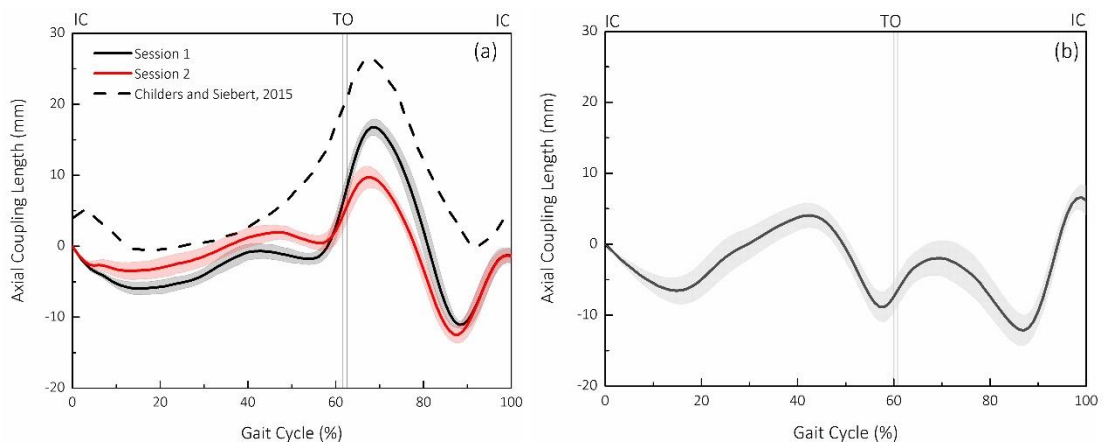 IC TO IC
(a)
Session 1
Session 2
Childers and Siebert, 2015
Axial Coupling Length (mm)
30
20
10
0
-10
-20
0 20 40 60 80 100
Gait Cycle (%)
IC TO IC
(b)
Axial Coupling Length (mm)
30
20
10
0
-10
-20
0 20 40 60 80 100
Gait Cycle (%)